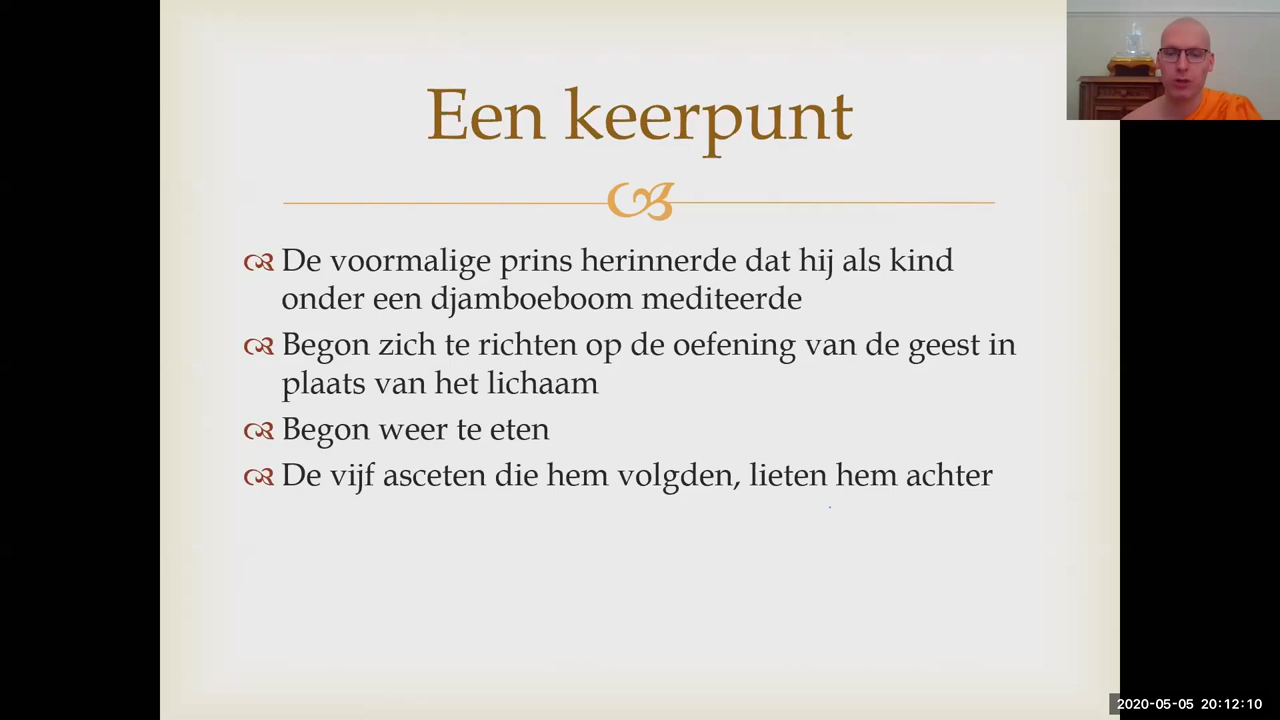 Een keerpunt
De voormalige prins herinnerde dat hij als kind
onder een djamboeboom mediteerde
Begon zich te richten op de oefening van de geest in
plaats van het lichaam
Begon weer te eten
De vijf asceten die hem volgden, lieten hem achter
2020-05-05 20:12:10